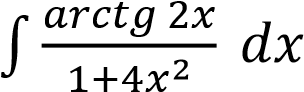 ∫ arctg 2x / 1+4x² dx